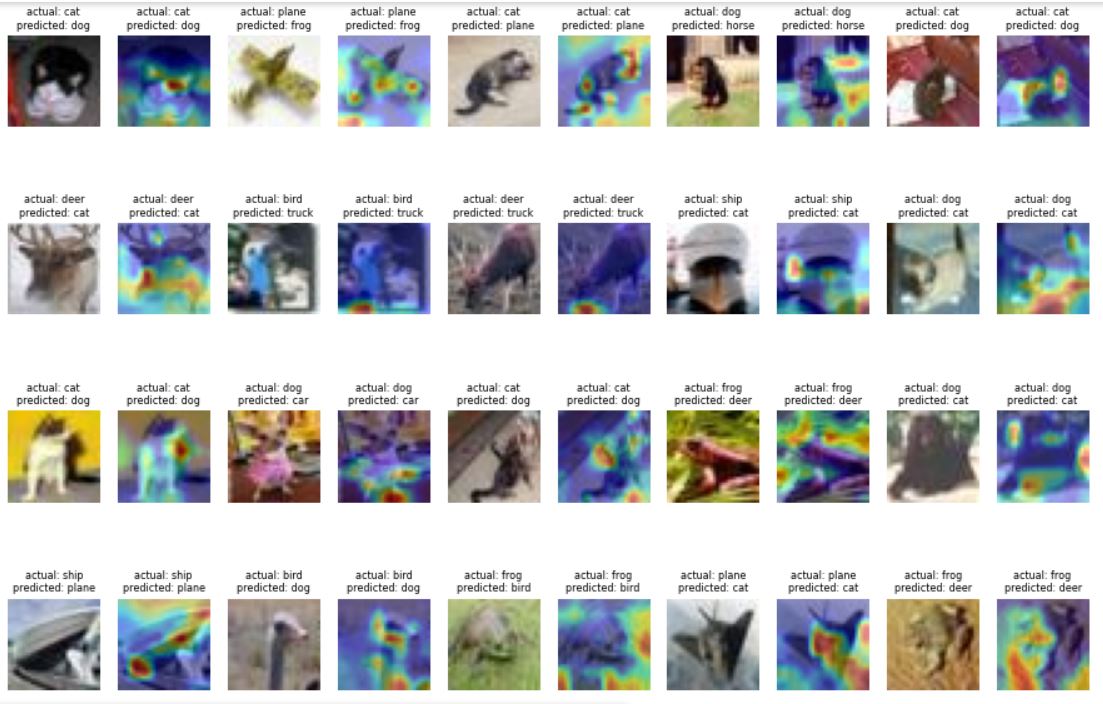 actual: cat actual: cat actual: plane actual: plane actual: cat actual: cat actual: dog actual: dog actual: cat actual: cat
predicted: dog predicted: dog predicted: frog predicted: frog predicted: plane predicted: plane predicted: horse predicted: horse predicted: dog predicted: dog
actual: deer actual: deer actual: bird actual: bird actual: deer actual: deer actual: ship actual: ship actual: dog actual: dog
predicted: cat predicted: cat predicted: truck predicted: truck predicted: truck predicted: truck predicted: cat predicted: cat predicted: cat predicted: cat
actual: cat actual: cat actual: dog actual: dog actual: cat actual: cat actual: frog actual: frog actual: dog actual: dog
predicted: dog predicted: dog predicted: car predicted: car predicted: dog predicted: dog predicted: deer predicted: deer predicted: cat predicted: cat
actual: ship actual: ship actual: bird actual: bird actual: frog actual: frog actual: plane actual: plane actual: frog actual: frog
predicted: plane predicted: plane predicted: dog predicted: dog predicted: bird predicted: bird predicted: cat predicted: cat predicted: deer predicted: deer